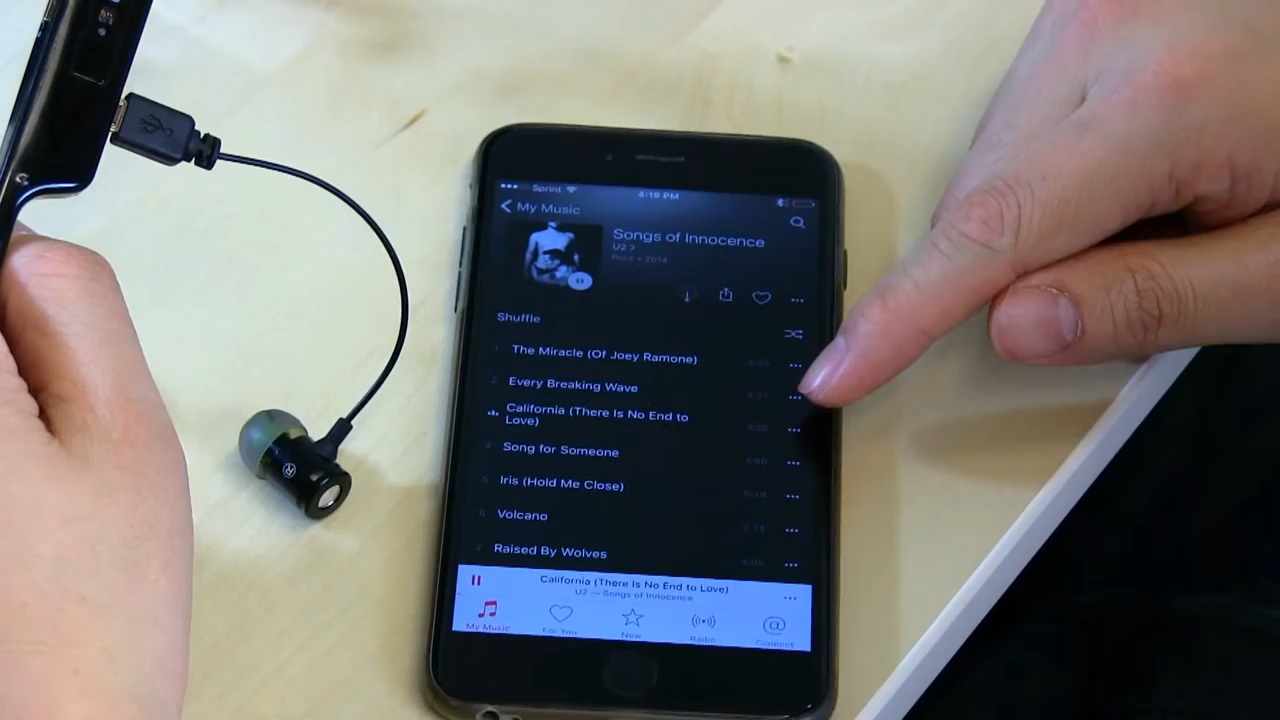 Sprint
4:19 PM
My Music
Songs of Innocence
U2
Rock • 2014
Shuffle
1 The Miracle (Of Joey Ramone)
2 Every Breaking Wave
California (There Is No End to
Love)
4 Song for Someone
5 Iris (Hold Me Close)
6 Volcano
7 Raised By Wolves
California (There Is No End to Love)
U2 — Songs of Innocence
My Music
For You
New
Radio
Connect
®